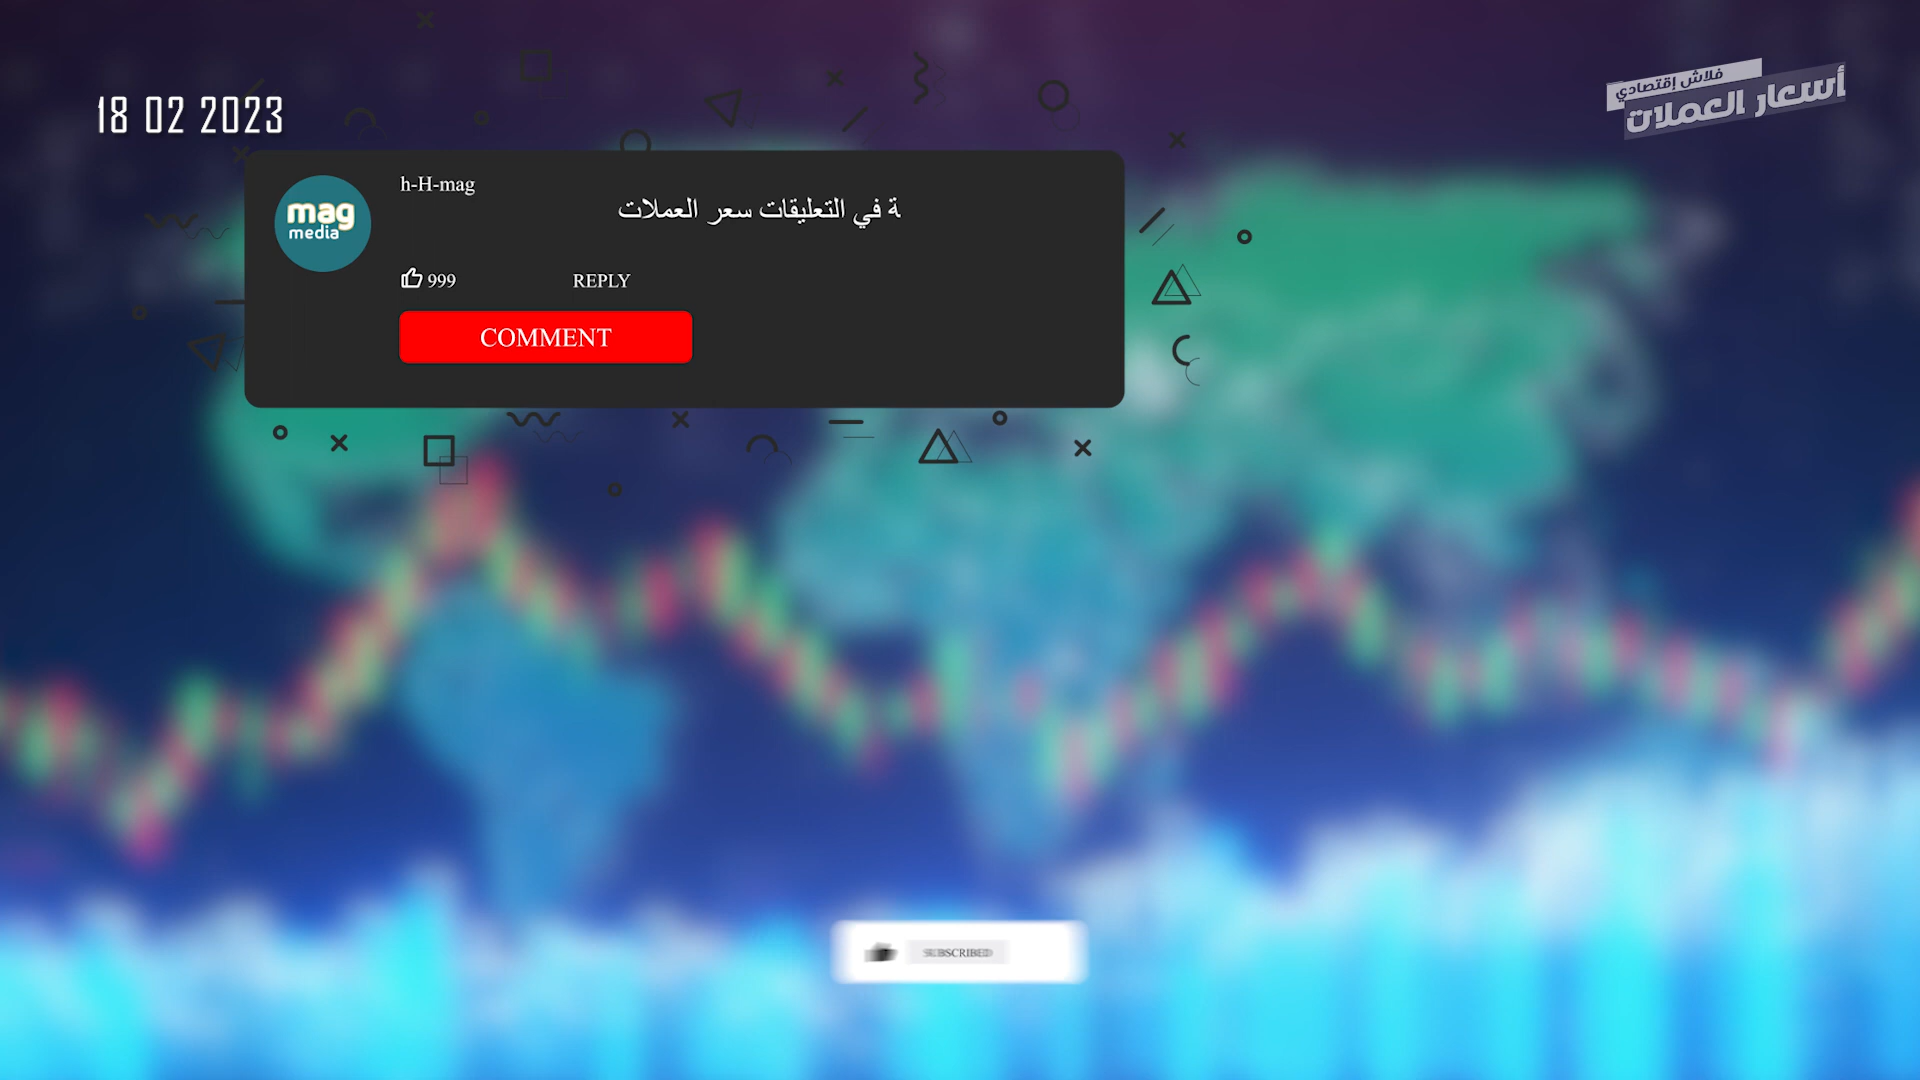 18 02 2023
فلاش إقتصادي
أسعار العملات
mag
media
h-H-mag
ة في التعليقات سعر العملات
999
REPLY
COMMENT
SUBSCRIBED